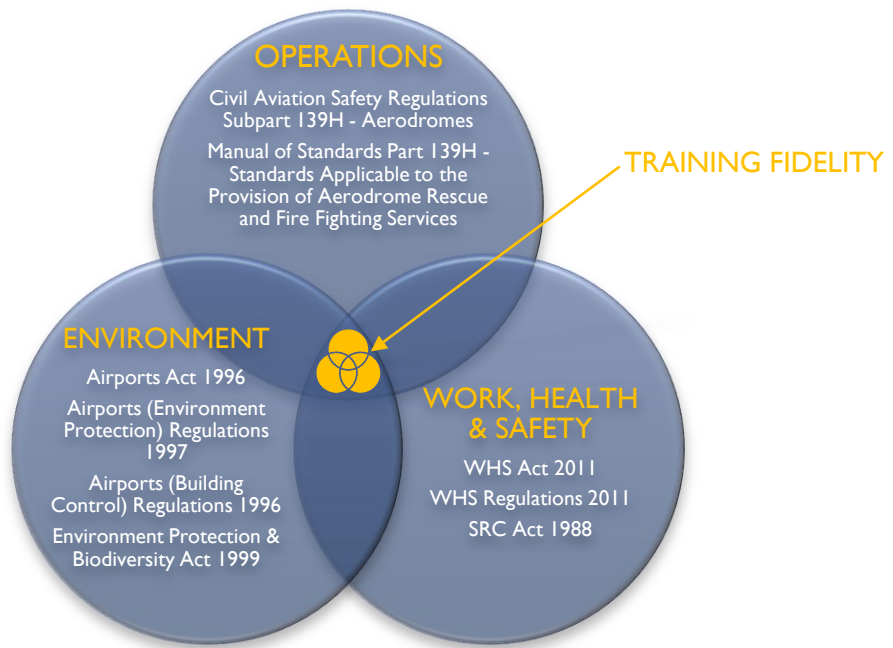 OPERATIONS
Civil Aviation Safety Regulations
Subpart 139H - Aerodromes
Manual of Standards Part 139H -
Standards Applicable to the
Provision of Aerodrome Rescue
and Fire Fighting Services
TRAINING FIDELITY
ENVIRONMENT
Airports Act 1996
Airports (Environment
Protection) Regulations
1997
Airports (Building
Control) Regulations 1996
Environment Protection &
Biodiversity Act 1999
WORK, HEALTH
& SAFETY
WHS Act 2011
WHS Regulations 2011
SRC Act 1988